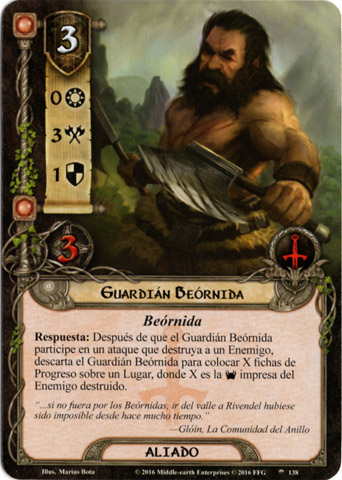 3
0
3
1
3
Guardián Beórnida
Beórnida
Respuesta: Después de que el Guardián Beórnida
participe en un ataque que destruya a un Enemigo,
descarta el Guardián Beórnida para colocar X fichas de
Progreso sobre un Lugar, donde X es la impresa del
Enemigo destruido.
"...si no fuera por los Beórnidas, ir del valle a Rivendel hubiese
sido imposible desde hace mucho tiempo."
—Glóin, La Comunidad del Anillo
ALIADO
Illus. Marius Bota
© 2016 Middle-earth Enterprises © 2016 FFG
138